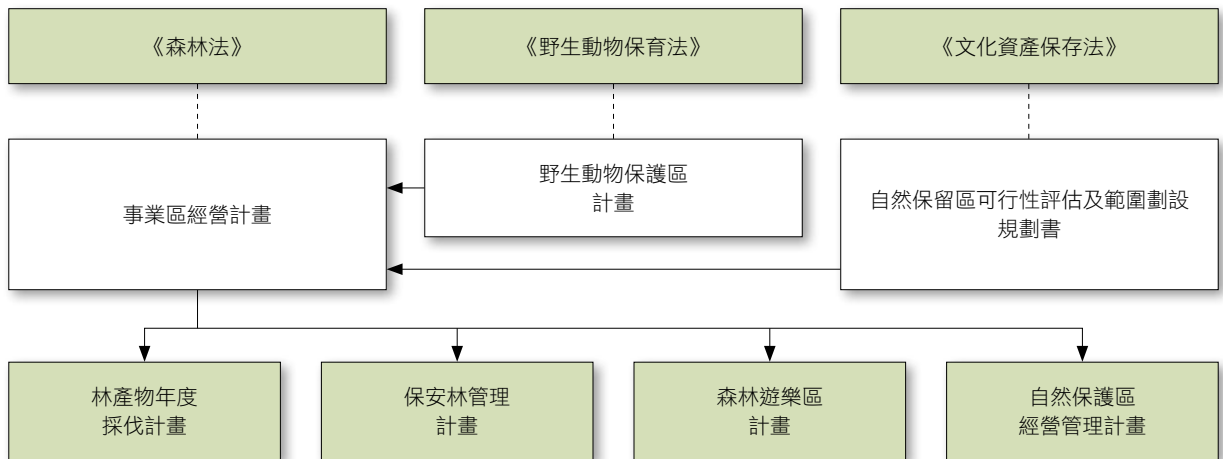 《森林法》
《野生動物保育法》
《文化資產保存法》
事業區經營計畫
野生動物保護區
計畫
自然保留區可行性評估及範圍劃設
規劃書
林產物年度
採伐計畫
保安林管理
計畫
森林遊樂區
計畫
自然保護區
經營管理計畫